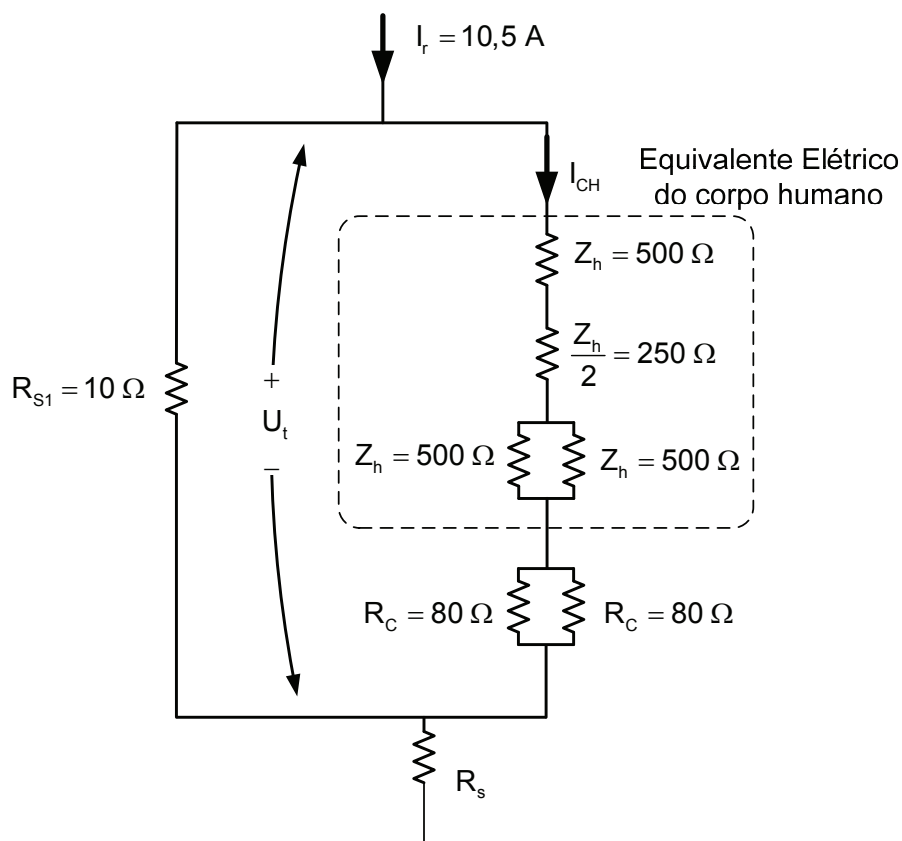 I_r = 10,5 A
Equivalente Elétrico
do corpo humano
I_CH
Z_h = 500 Ω
Z_h/2 = 250 Ω
R_S1 = 10 Ω
+
U_t
−
Z_h = 500 Ω
Z_h = 500 Ω
R_C = 80 Ω
R_C = 80 Ω
R_s